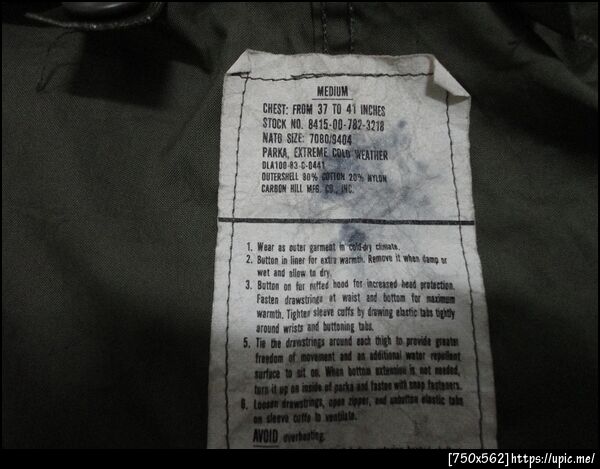 MEDIUM
CHEST: FROM 37 TO 41 INCHES
STOCK NO. 8415-00-782-3218
NATO SIZE: 7080/9404
PARKA, EXTREME COLD WEATHER
DLA100-83-C-0441
OUTERSHELL 80% COTTON 20% NYLON
CARBON HILL MFG. CO., INC.
1. Wear as outer garment in cold-dry climate.
2. Button in liner for extra warmth. Remove it when damp or
wet and allow to dry.
3. Button on fur ruffed hood for increased head protection.
Fasten drawstrings at waist and bottom for maximum
warmth. Tighter sleeve cuffs by drawing elastic tabs tightly
around wrists and buttoning tabs.
5. Tie the drawstrings around each thigh to provide greater
freedom of movement and an additional water repellent
surface to sit on. When bottom extension is not needed,
turn it up on inside of parka and fasten with snap fasteners.
6. Loosen drawstrings, open zipper, and unbutton elastic tabs
on sleeve cuffs to ventilate.
AVOID overheating.
[750x562]https://upic.me/